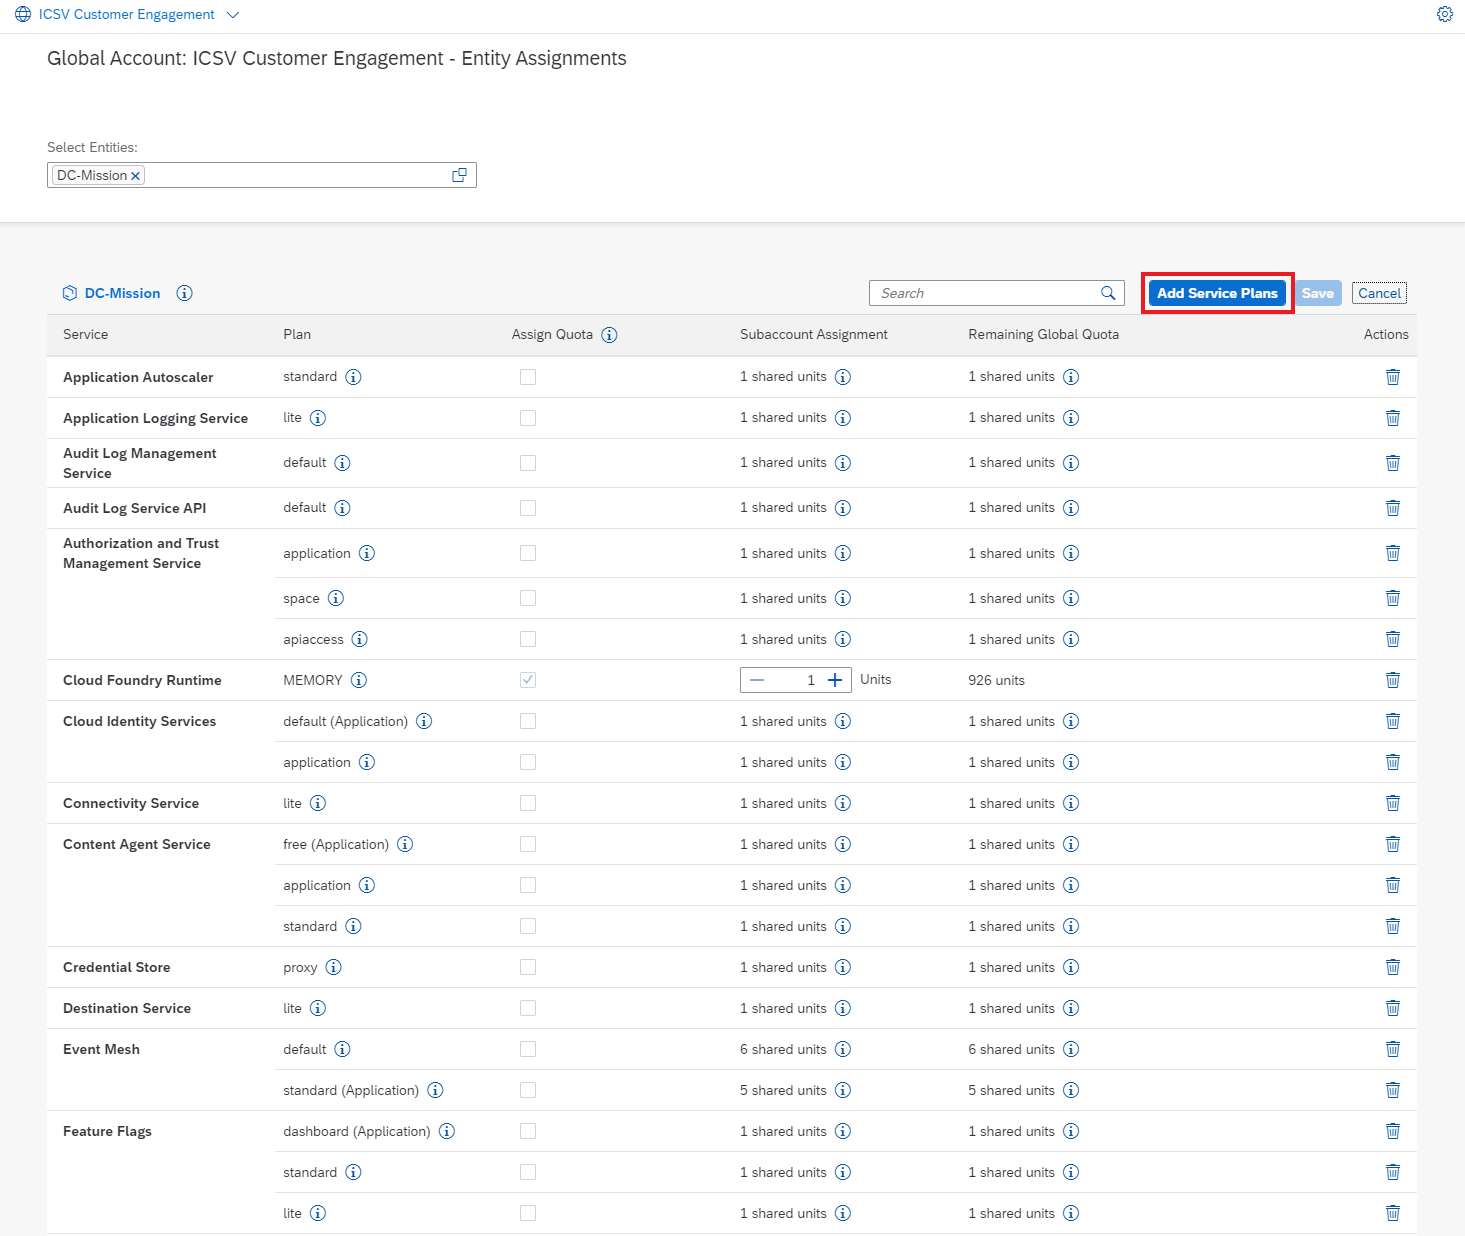 ICSV Customer Engagement
Global Account: ICSV Customer Engagement - Entity Assignments
Select Entities:
DC-Mission
DC-Mission Search Add Service Plans Save Cancel
Service Plan Assign Quota Subaccount Assignment Remaining Global Quota Actions
Application Autoscaler standard 1 shared units 1 shared units
Application Logging Service lite 1 shared units 1 shared units
Audit Log Management
Service
default 1 shared units 1 shared units
Audit Log Service API default 1 shared units 1 shared units
Authorization and Trust
Management Service
application 1 shared units 1 shared units
space 1 shared units 1 shared units
apiaccess 1 shared units 1 shared units
Cloud Foundry Runtime MEMORY 1 Units 926 units
Cloud Identity Services default (Application) 1 shared units 1 shared units
application 1 shared units 1 shared units
Connectivity Service lite 1 shared units 1 shared units
Content Agent Service free (Application) 1 shared units 1 shared units
application 1 shared units 1 shared units
standard 1 shared units 1 shared units
Credential Store proxy 1 shared units 1 shared units
Destination Service lite 1 shared units 1 shared units
Event Mesh default 6 shared units 6 shared units
standard (Application) 5 shared units 5 shared units
Feature Flags dashboard (Application) 1 shared units 1 shared units
standard 1 shared units 1 shared units
lite 1 shared units 1 shared units